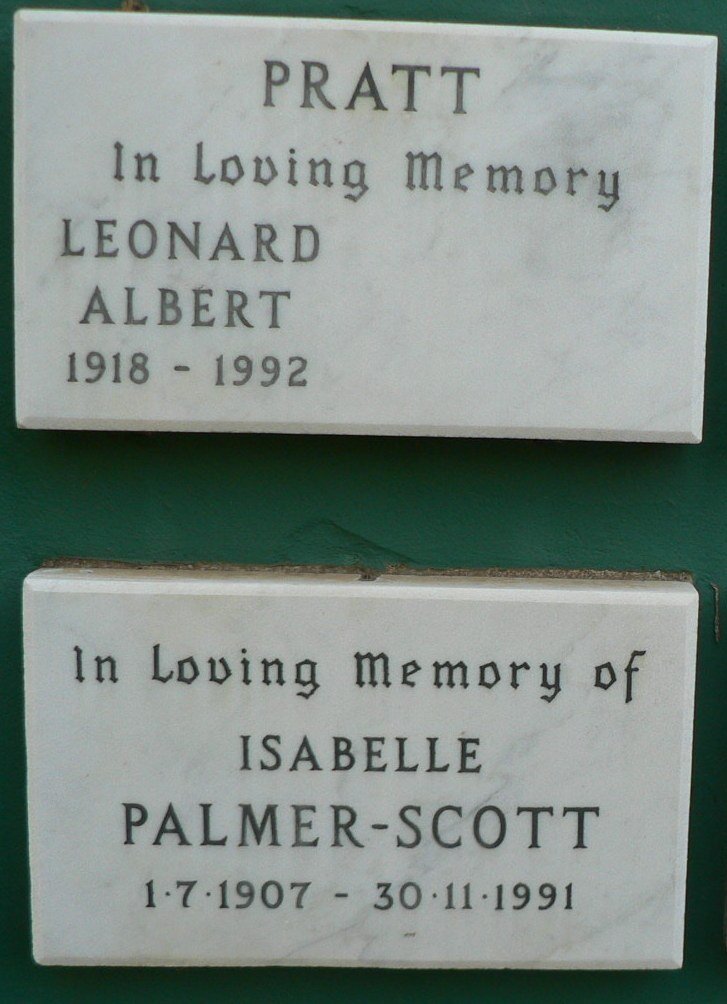 PRATT
In Loving Memory
LEONARD
ALBERT
1918 - 1992
In Loving Memory of
ISABELLE
PALMER-SCOTT
1·7·1907 - 30·11·1991